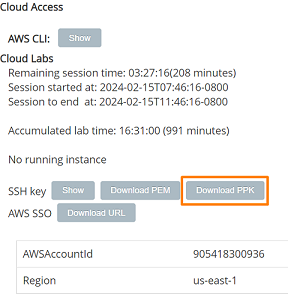 Cloud Access
AWS CLI: Show
Cloud Labs
Remaining session time: 03:27:16(208 minutes)
Session started at: 2024-02-15T07:46:16-0800
Session to end at: 2024-02-15T11:46:16-0800
Accumulated lab time: 16:31:00 (991 minutes)
No running instance
SSH key Show Download PEM Download PPK
AWS SSO Download URL
AWSAccountId 905418300936
Region us-east-1